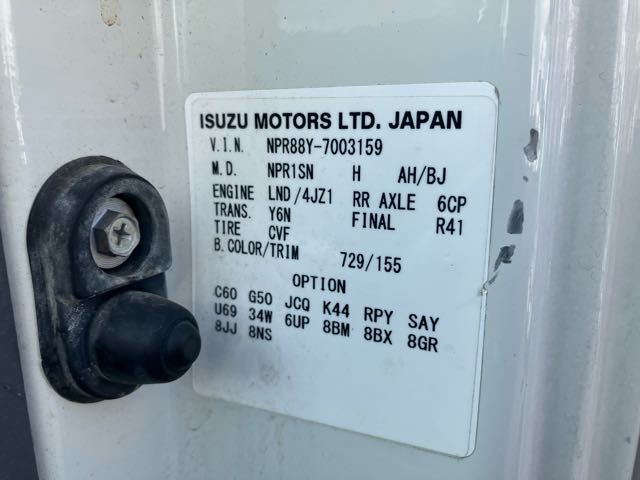 ISUZU MOTORS LTD. JAPAN
V.I.N. NPR88Y-7003159
M.D. NPR1SN H AH/BJ
ENGINE LND/4JZ1 RR AXLE 6CP
TRANS. Y6N FINAL R41
TIRE CVF
B.COLOR/TRIM 729/155
OPTION
C60 G50 JCQ K44 RPY SAY
U69 34W 6UP 8BM 8BX 8GR
8JJ 8NS